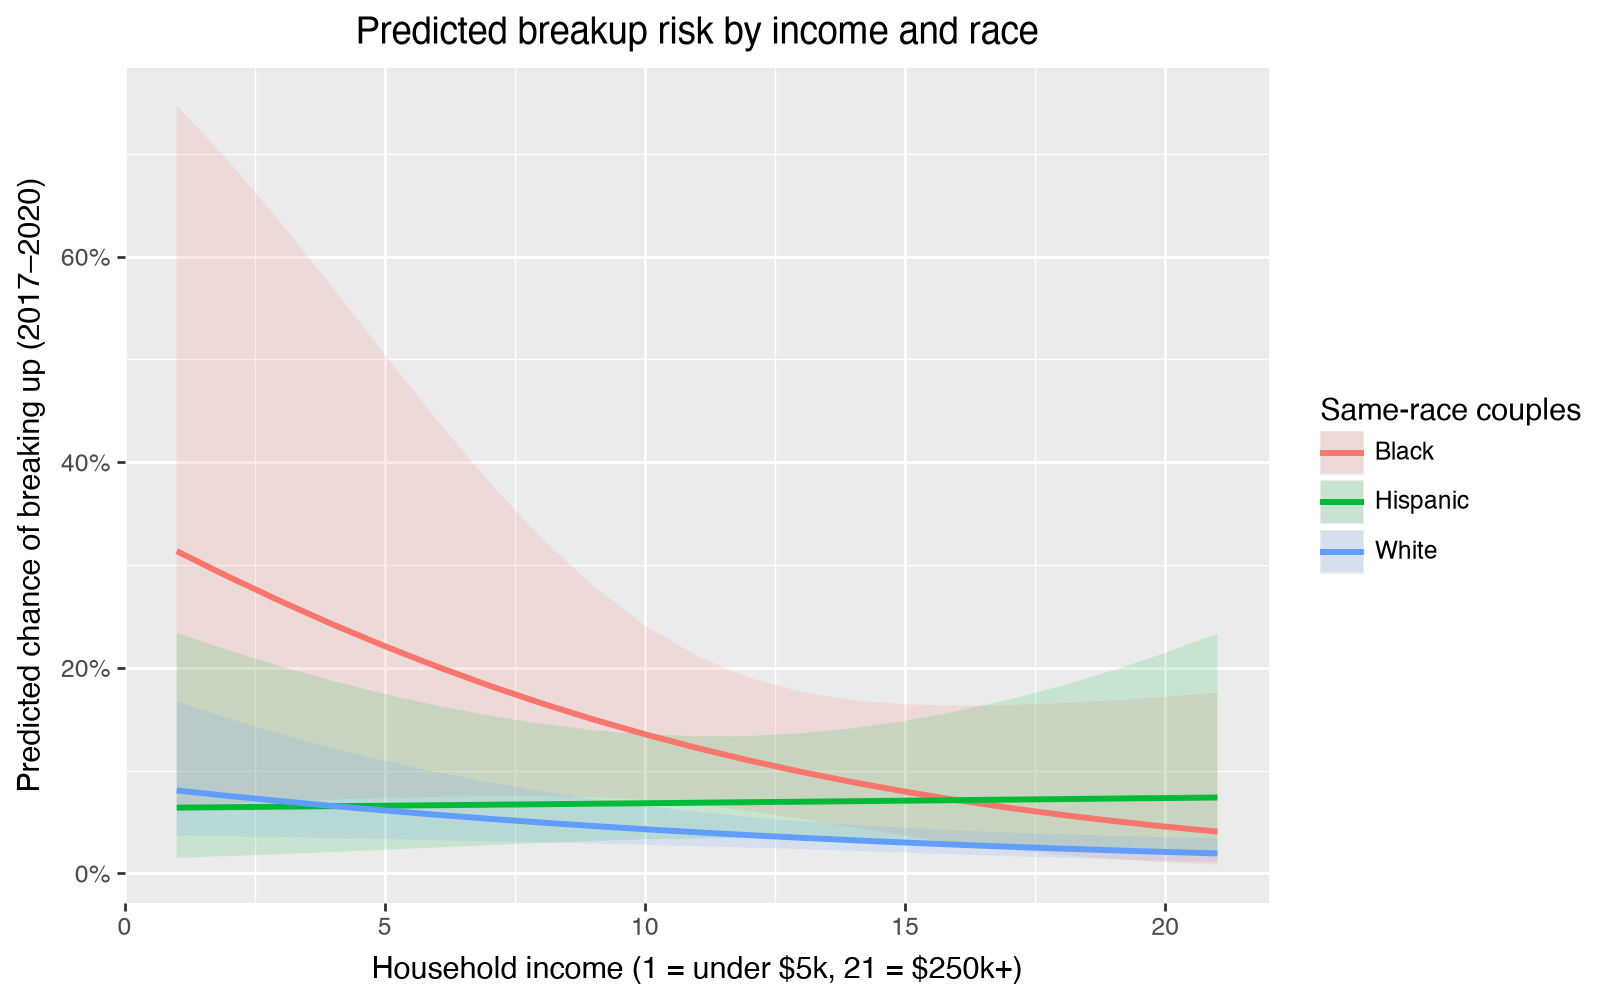 Predicted breakup risk by income and race
Predicted chance of breaking up (2017–2020)
60%
40%
20%
0%
0
5
10
15
20
Household income (1 = under $5k, 21 = $250k+)
Same-race couples
Black
Hispanic
White